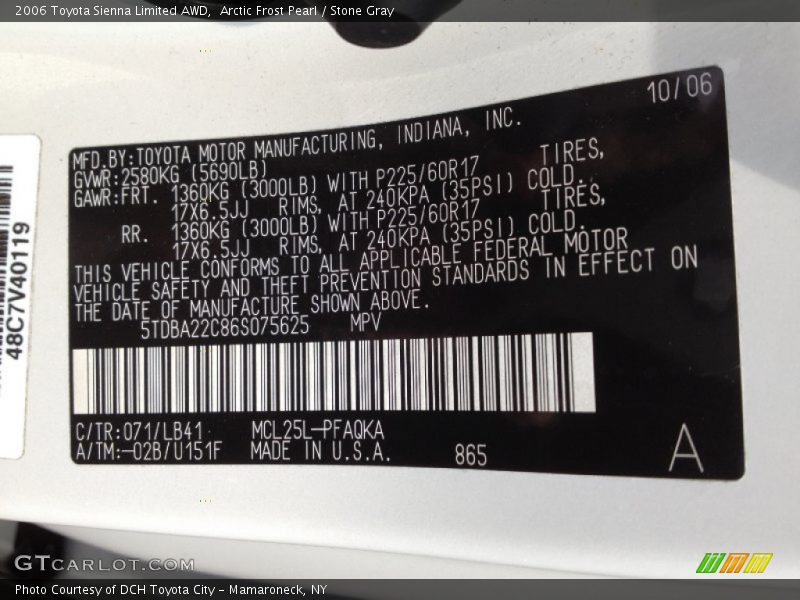 2006 Toyota Sienna Limited AWD,  Arctic Frost Pearl / Stone Gray
10/06
MFD.BY:TOYOTA MOTOR MANUFACTURING, INDIANA, INC.
GVWR:2580KG (5690LB)
GAWR:FRT. 1360KG (3000LB) WITH P225/60R17 TIRES,
17X6.5JJ RIMS, AT 240KPA (35PSI) COLD.
RR. 1360KG (3000LB) WITH P225/60R17 TIRES,
17X6.5JJ RIMS, AT 240KPA (35PSI) COLD.
THIS VEHICLE CONFORMS TO ALL APPLICABLE FEDERAL MOTOR
VEHICLE SAFETY AND THEFT PREVENTION STANDARDS IN EFFECT ON
THE DATE OF MANUFACTURE SHOWN ABOVE.
5TDBA22C86S075625 MPV
C/TR:071/LB41 MCL25L-PFAQKA
A/TM:-02B/U151F MADE IN U.S.A. 865 A
48C7V40119
GTCARLOT.COM
Photo Courtesy of DCH Toyota City - Mamaroneck, NY